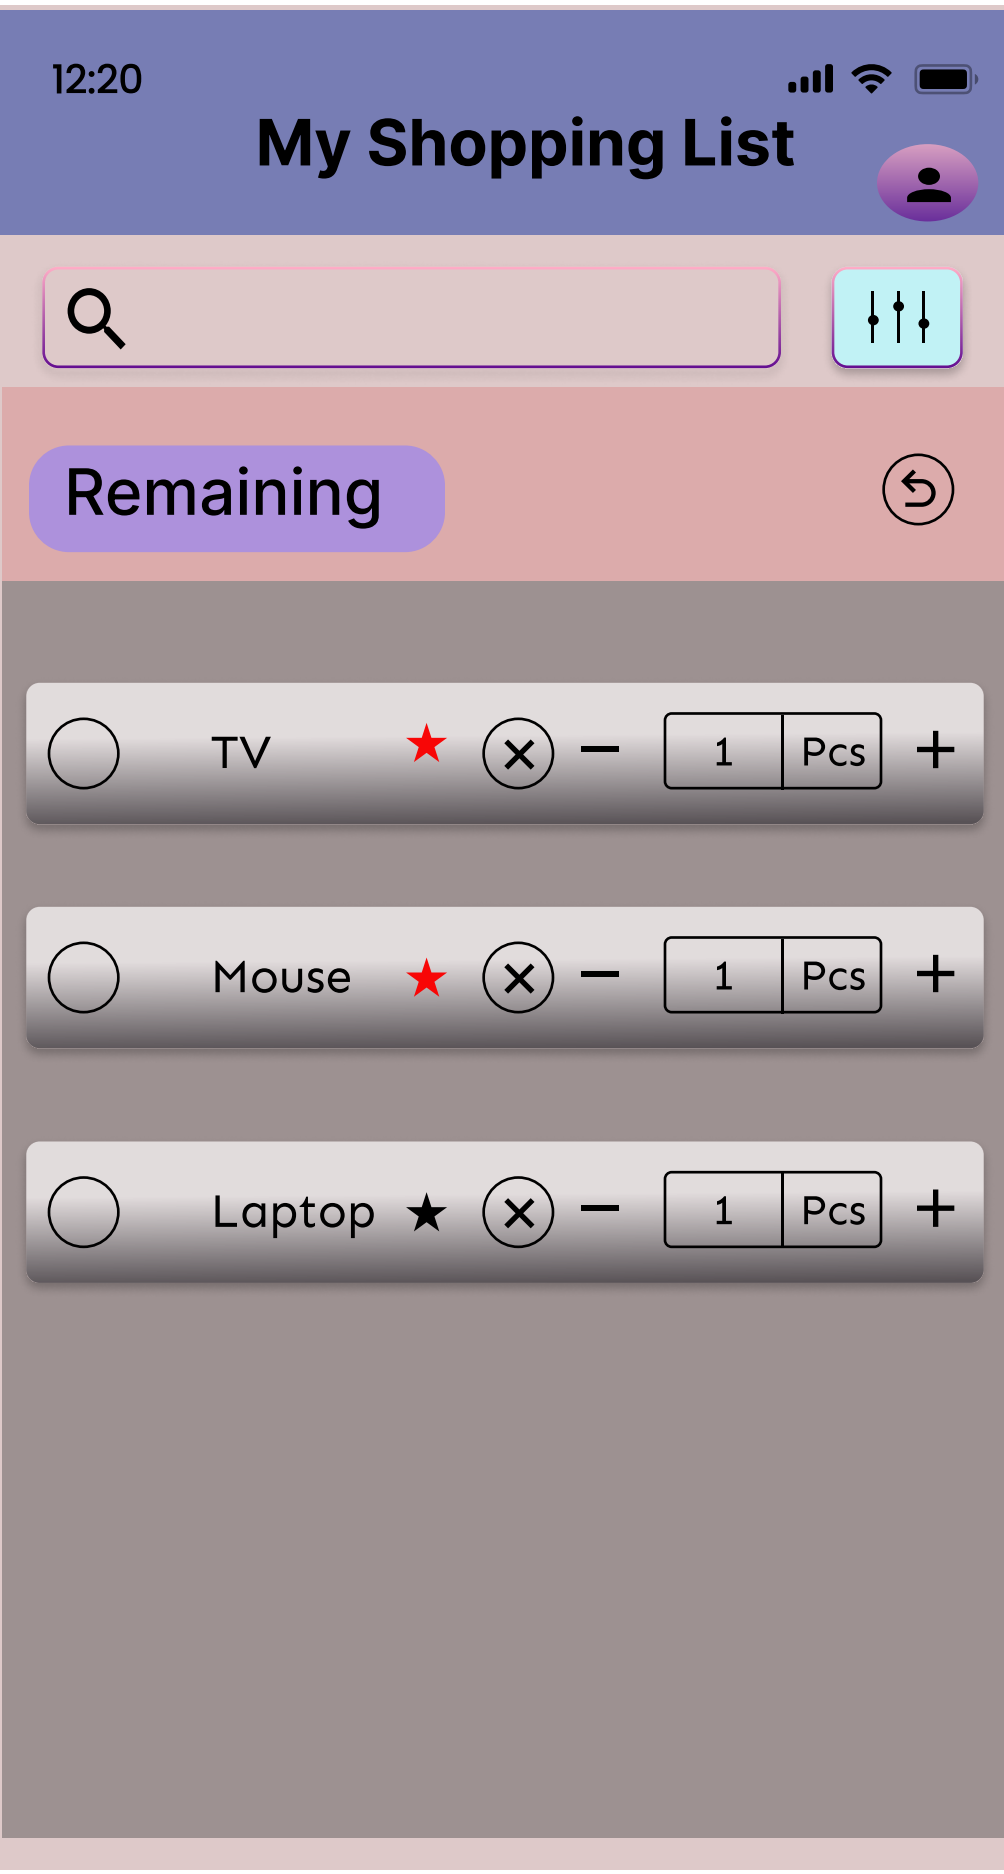 12:20
My Shopping List
Remaining
TV 1 Pcs
Mouse 1 Pcs
Laptop 1 Pcs